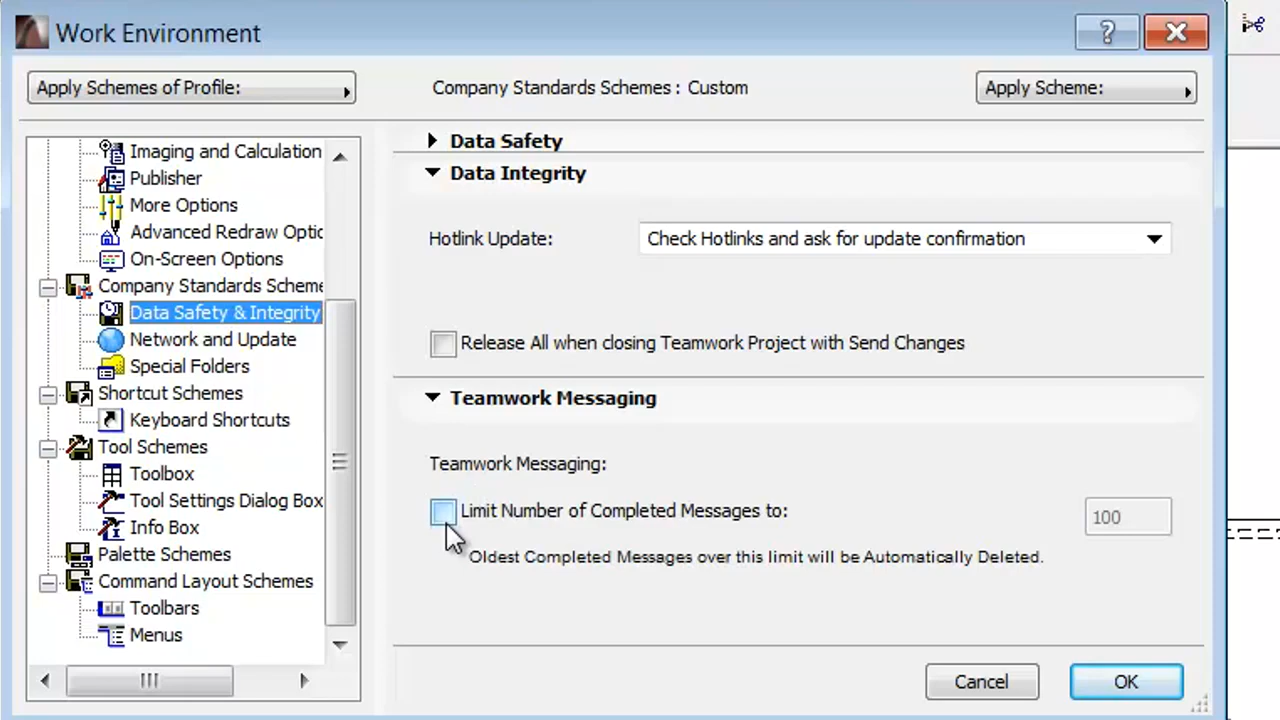 Work Environment
?
Apply Schemes of Profile:
Company Standards Schemes : Custom
Apply Scheme:
Imaging and Calculation
Publisher
More Options
Advanced Redraw Optio
On-Screen Options
Company Standards Scheme
Data Safety & Integrity
Network and Update
Special Folders
Shortcut Schemes
Keyboard Shortcuts
Tool Schemes
Toolbox
Tool Settings Dialog Box
Info Box
Palette Schemes
Command Layout Schemes
Toolbars
Menus
Data Safety
Data Integrity
Hotlink Update:
Check Hotlinks and ask for update confirmation
Release All when closing Teamwork Project with Send Changes
Teamwork Messaging
Teamwork Messaging:
Limit Number of Completed Messages to:
100
Oldest Completed Messages over this limit will be Automatically Deleted.
Cancel
OK